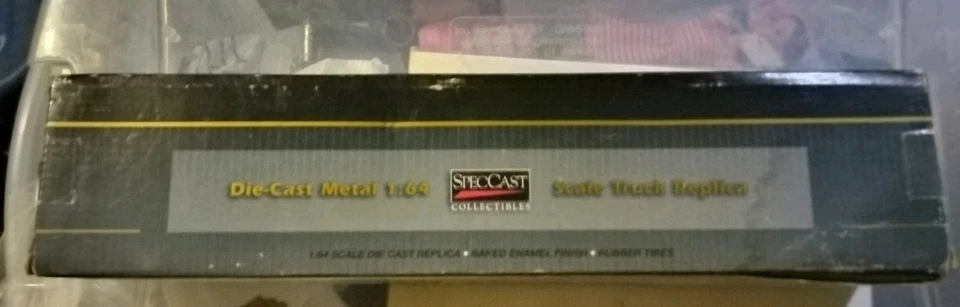 Die-Cast Metal 1:64
SPECCAST
COLLECTIBLES
Scale Truck Replica
1:64 SCALE DIE CAST REPLICA ■ BAKED ENAMEL FINISH ■ RUBBER TIRES